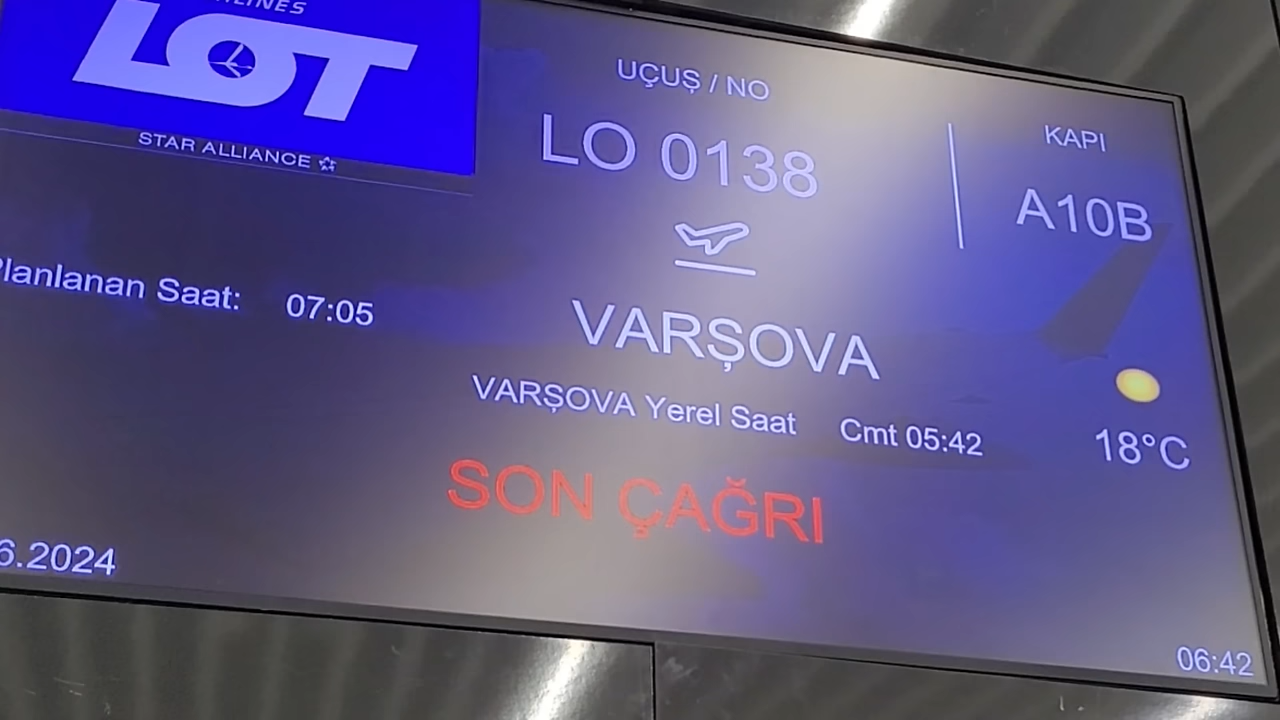 LOT
STAR ALLIANCE
UÇUŞ / NO
LO 0138
KAPI
A10B
Planlanan Saat: 07:05
VARŞOVA
VARŞOVA Yerel Saat Cmt 05:42
18°C
SON ÇAĞRI
6.2024
06:42